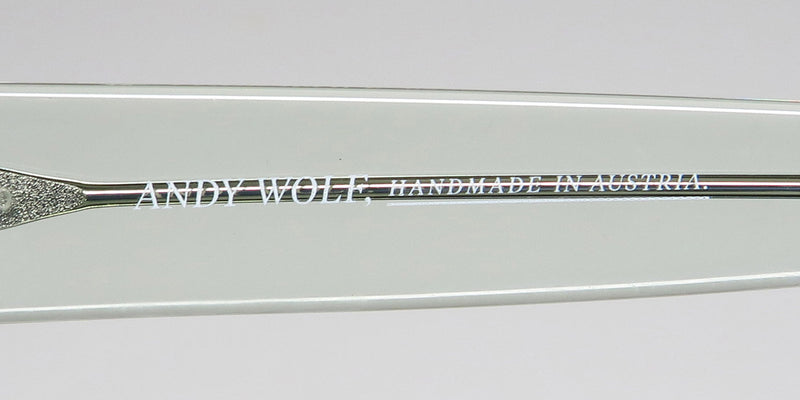 ANDY WOLF, HANDMADE IN AUSTRIA.